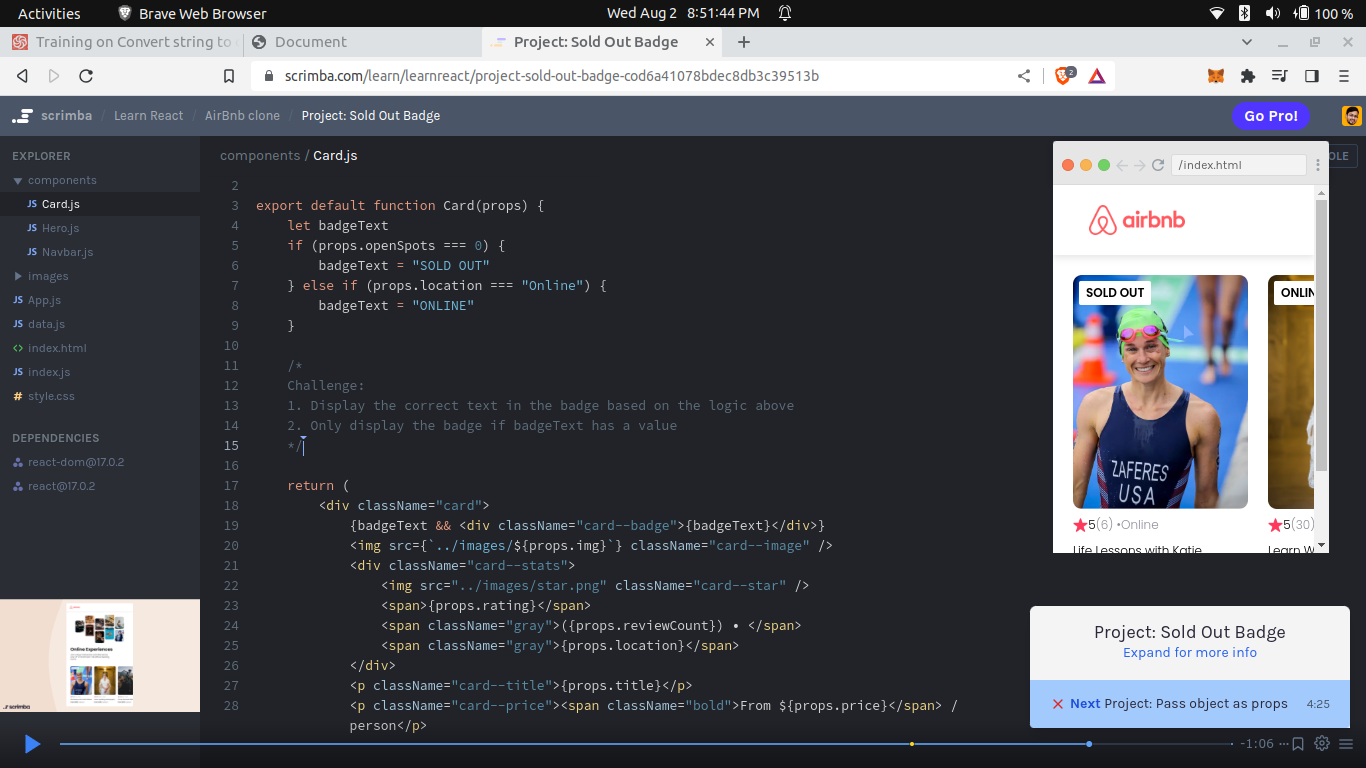 Activities Brave Web Browser Wed Aug 2 8:51:44 PM 100 %
Training on Convert string to Document Project: Sold Out Badge
scrimba.com/learn/learnreact/project-sold-out-badge-cod6a41078bdec8db3c39513b 2
scrimba / Learn React / AirBnb clone / Project: Sold Out Badge Go Pro!
EXPLORER
components
JS Card.js
JS Hero.js
JS Navbar.js
images
JS App.js
JS data.js
<> index.html
JS index.js
# style.css
DEPENDENCIES
react-dom@17.0.2
react@17.0.2
Online Experiences
scrimba
components / Card.js
2
3 export default function Card(props) {
4 let badgeText
5 if (props.openSpots === 0) {
6 badgeText = "SOLD OUT"
7 } else if (props.location === "Online") {
8 badgeText = "ONLINE"
9 }
10
11 /*
12 Challenge:
13 1. Display the correct text in the badge based on the logic above
14 2. Only display the badge if badgeText has a value
15 */
16
17 return (
18 <div className="card">
19 {badgeText && <div className="card--badge">{badgeText}</div>}
20 <img src={`../images/${props.img}`} className="card--image" />
21 <div className="card--stats">
22 <img src="../images/star.png" className="card--star" />
23 <span>{props.rating}</span>
24 <span className="gray">({props.reviewCount}) • </span>
25 <span className="gray">{props.location}</span>
26 </div>
27 <p className="card--title">{props.title}</p>
28 <p className="card--price"><span className="bold">From ${props.price}</span> /
person</p>
OLE
/index.html
airbnb
SOLD OUT ONLIN
ZAFERES
USA
5(6) •Online 5(30)
Life Lessons with Katie Learn W
Project: Sold Out Badge
Expand for more info
Next Project: Pass object as props 4:25
-1:06